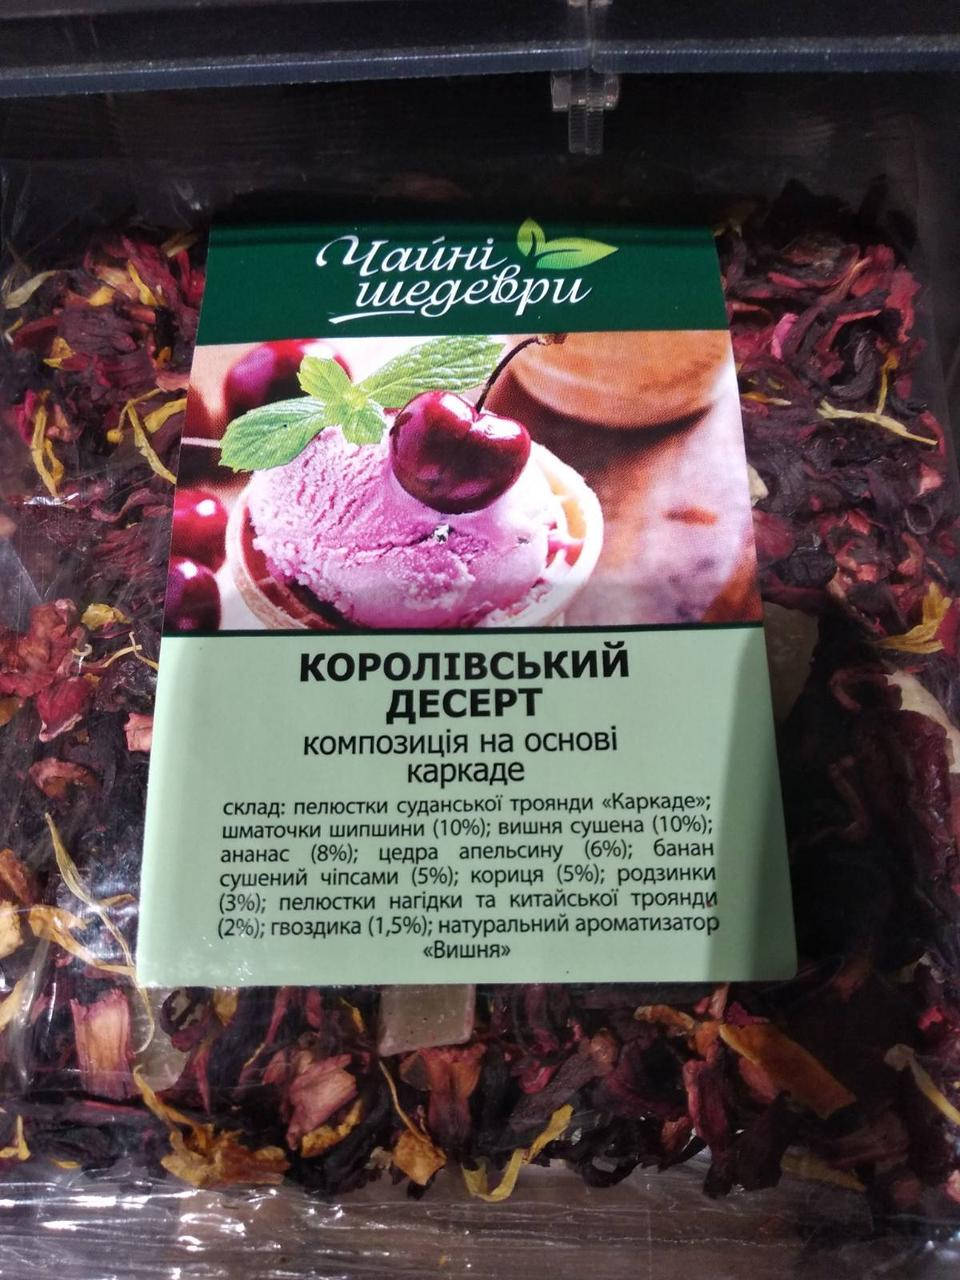 Чайні
шедеври
КОРОЛІВСЬКИЙ
ДЕСЕРТ
композиція на основі
каркаде
склад: пелюстки суданської троянди «Каркаде»;
шматочки шипшини (10%); вишня сушена (10%);
ананас (8%); цедра апельсину (6%); банан
сушений чіпсами (5%); кориця (5%); родзинки
(3%); пелюстки нагідки та китайської троянди
(2%); гвоздика (1,5%); натуральний ароматизатор
«Вишня»